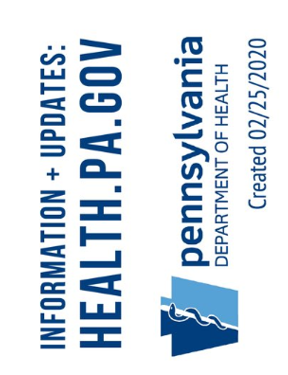 INFORMATION + UPDATES:
HEALTH.PA.GOV
pennsylvania
DEPARTMENT OF HEALTH
Created 02/25/2020